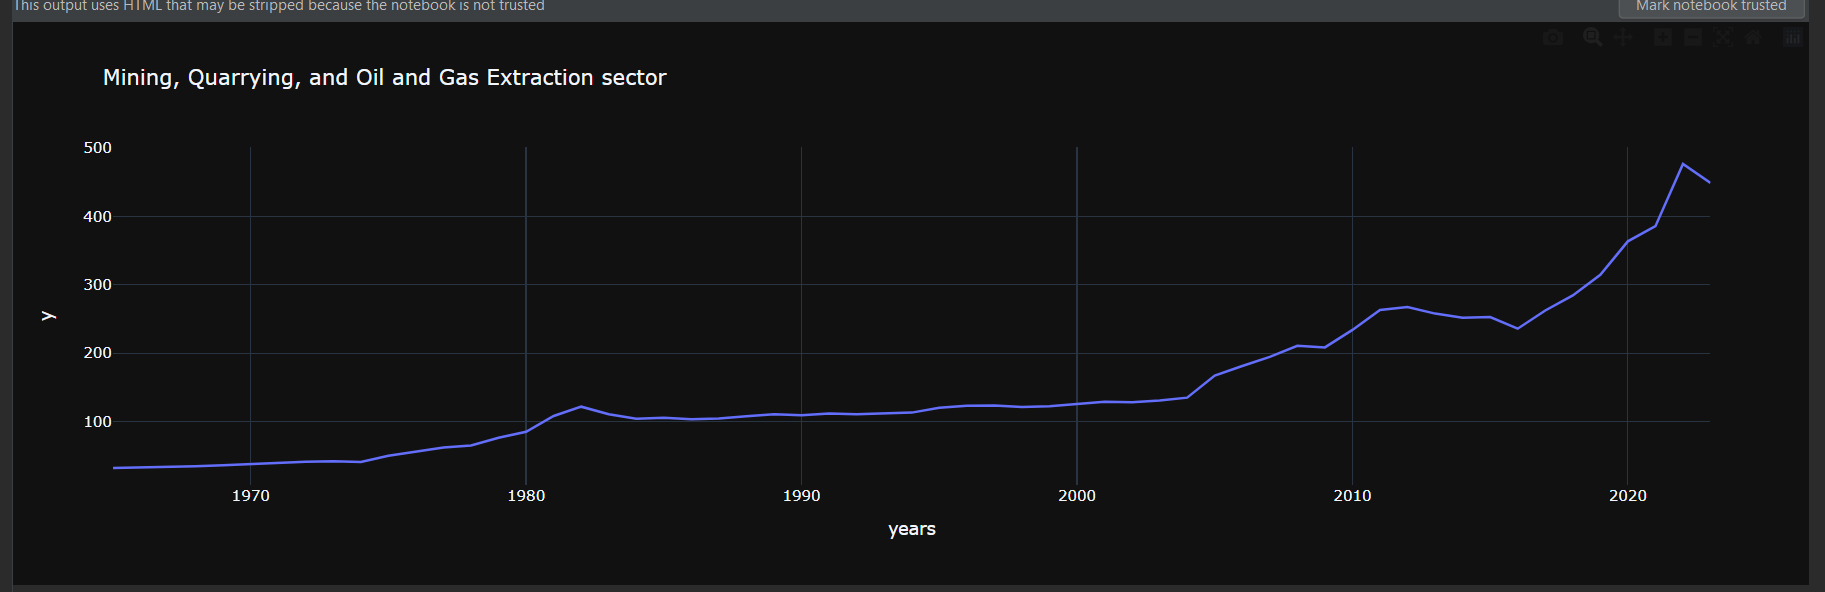 This output uses HTML that may be stripped because the notebook is not trusted
Mark notebook trusted
Mining, Quarrying, and Oil and Gas Extraction sector
500
400
300
200
100
y
1970
1980
1990
2000
2010
2020
years